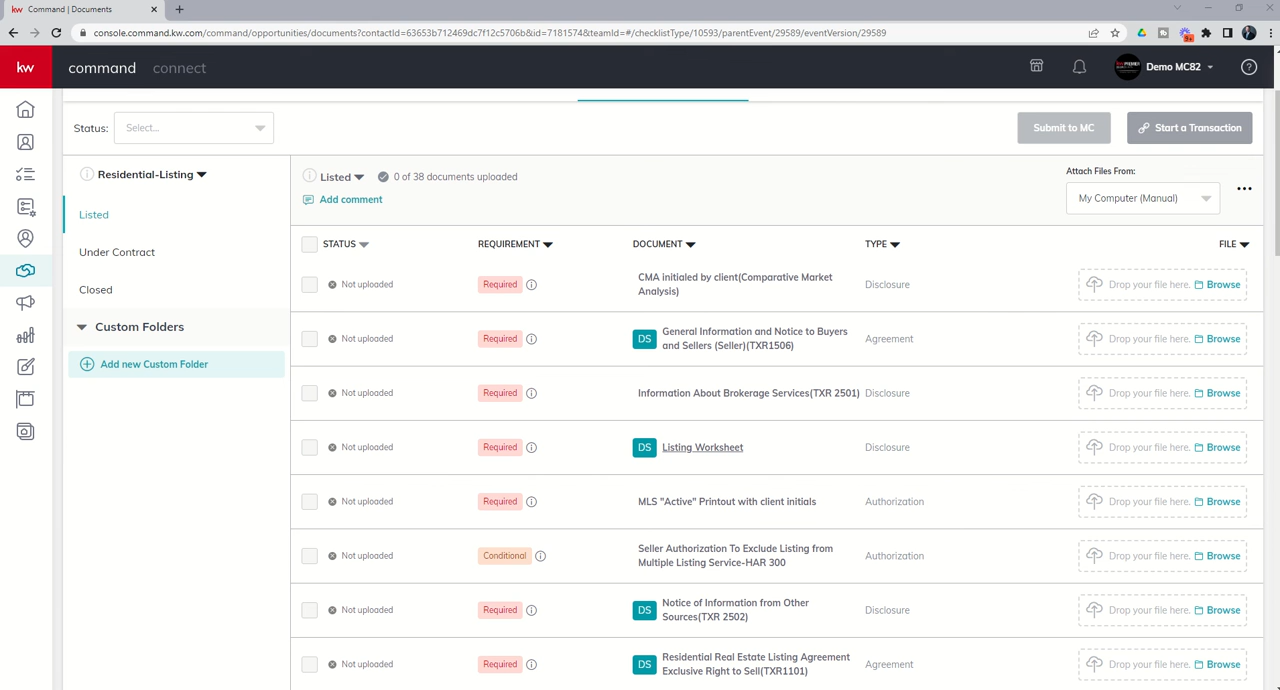 kw Command | Documents
console.command.kw.com/command/opportunities/documents?contactId=63653b712469dc7f12c5706b&id=7181574&teamId=#/checklistType/10593/parentEvent/29589/eventVersion/29589
9+
kw command connect Demo MC82
Status: Select... Submit to MC Start a Transaction
Residential-Listing
Listed
Under Contract
Closed
Custom Folders
Add new Custom Folder
Listed 0 of 38 documents uploaded
Add comment
Attach Files From:
My Computer (Manual)
STATUS REQUIREMENT DOCUMENT TYPE FILE
Not uploaded Required CMA initialed by client(Comparative Market
Analysis) Disclosure Drop your file here. Browse
Not uploaded Required DS General Information and Notice to Buyers
and Sellers (Seller)(TXR1506) Agreement Drop your file here. Browse
Not uploaded Required Information About Brokerage Services(TXR 2501) Disclosure Drop your file here. Browse
Not uploaded Required DS Listing Worksheet Disclosure Drop your file here. Browse
Not uploaded Required MLS "Active" Printout with client initials Authorization Drop your file here. Browse
Not uploaded Conditional Seller Authorization To Exclude Listing from
Multiple Listing Service-HAR 300 Authorization Drop your file here. Browse
Not uploaded Required DS Notice of Information from Other
Sources(TXR 2502) Disclosure Drop your file here. Browse
Not uploaded Required DS Residential Real Estate Listing Agreement
Exclusive Right to Sell(TXR1101) Agreement Drop your file here. Browse